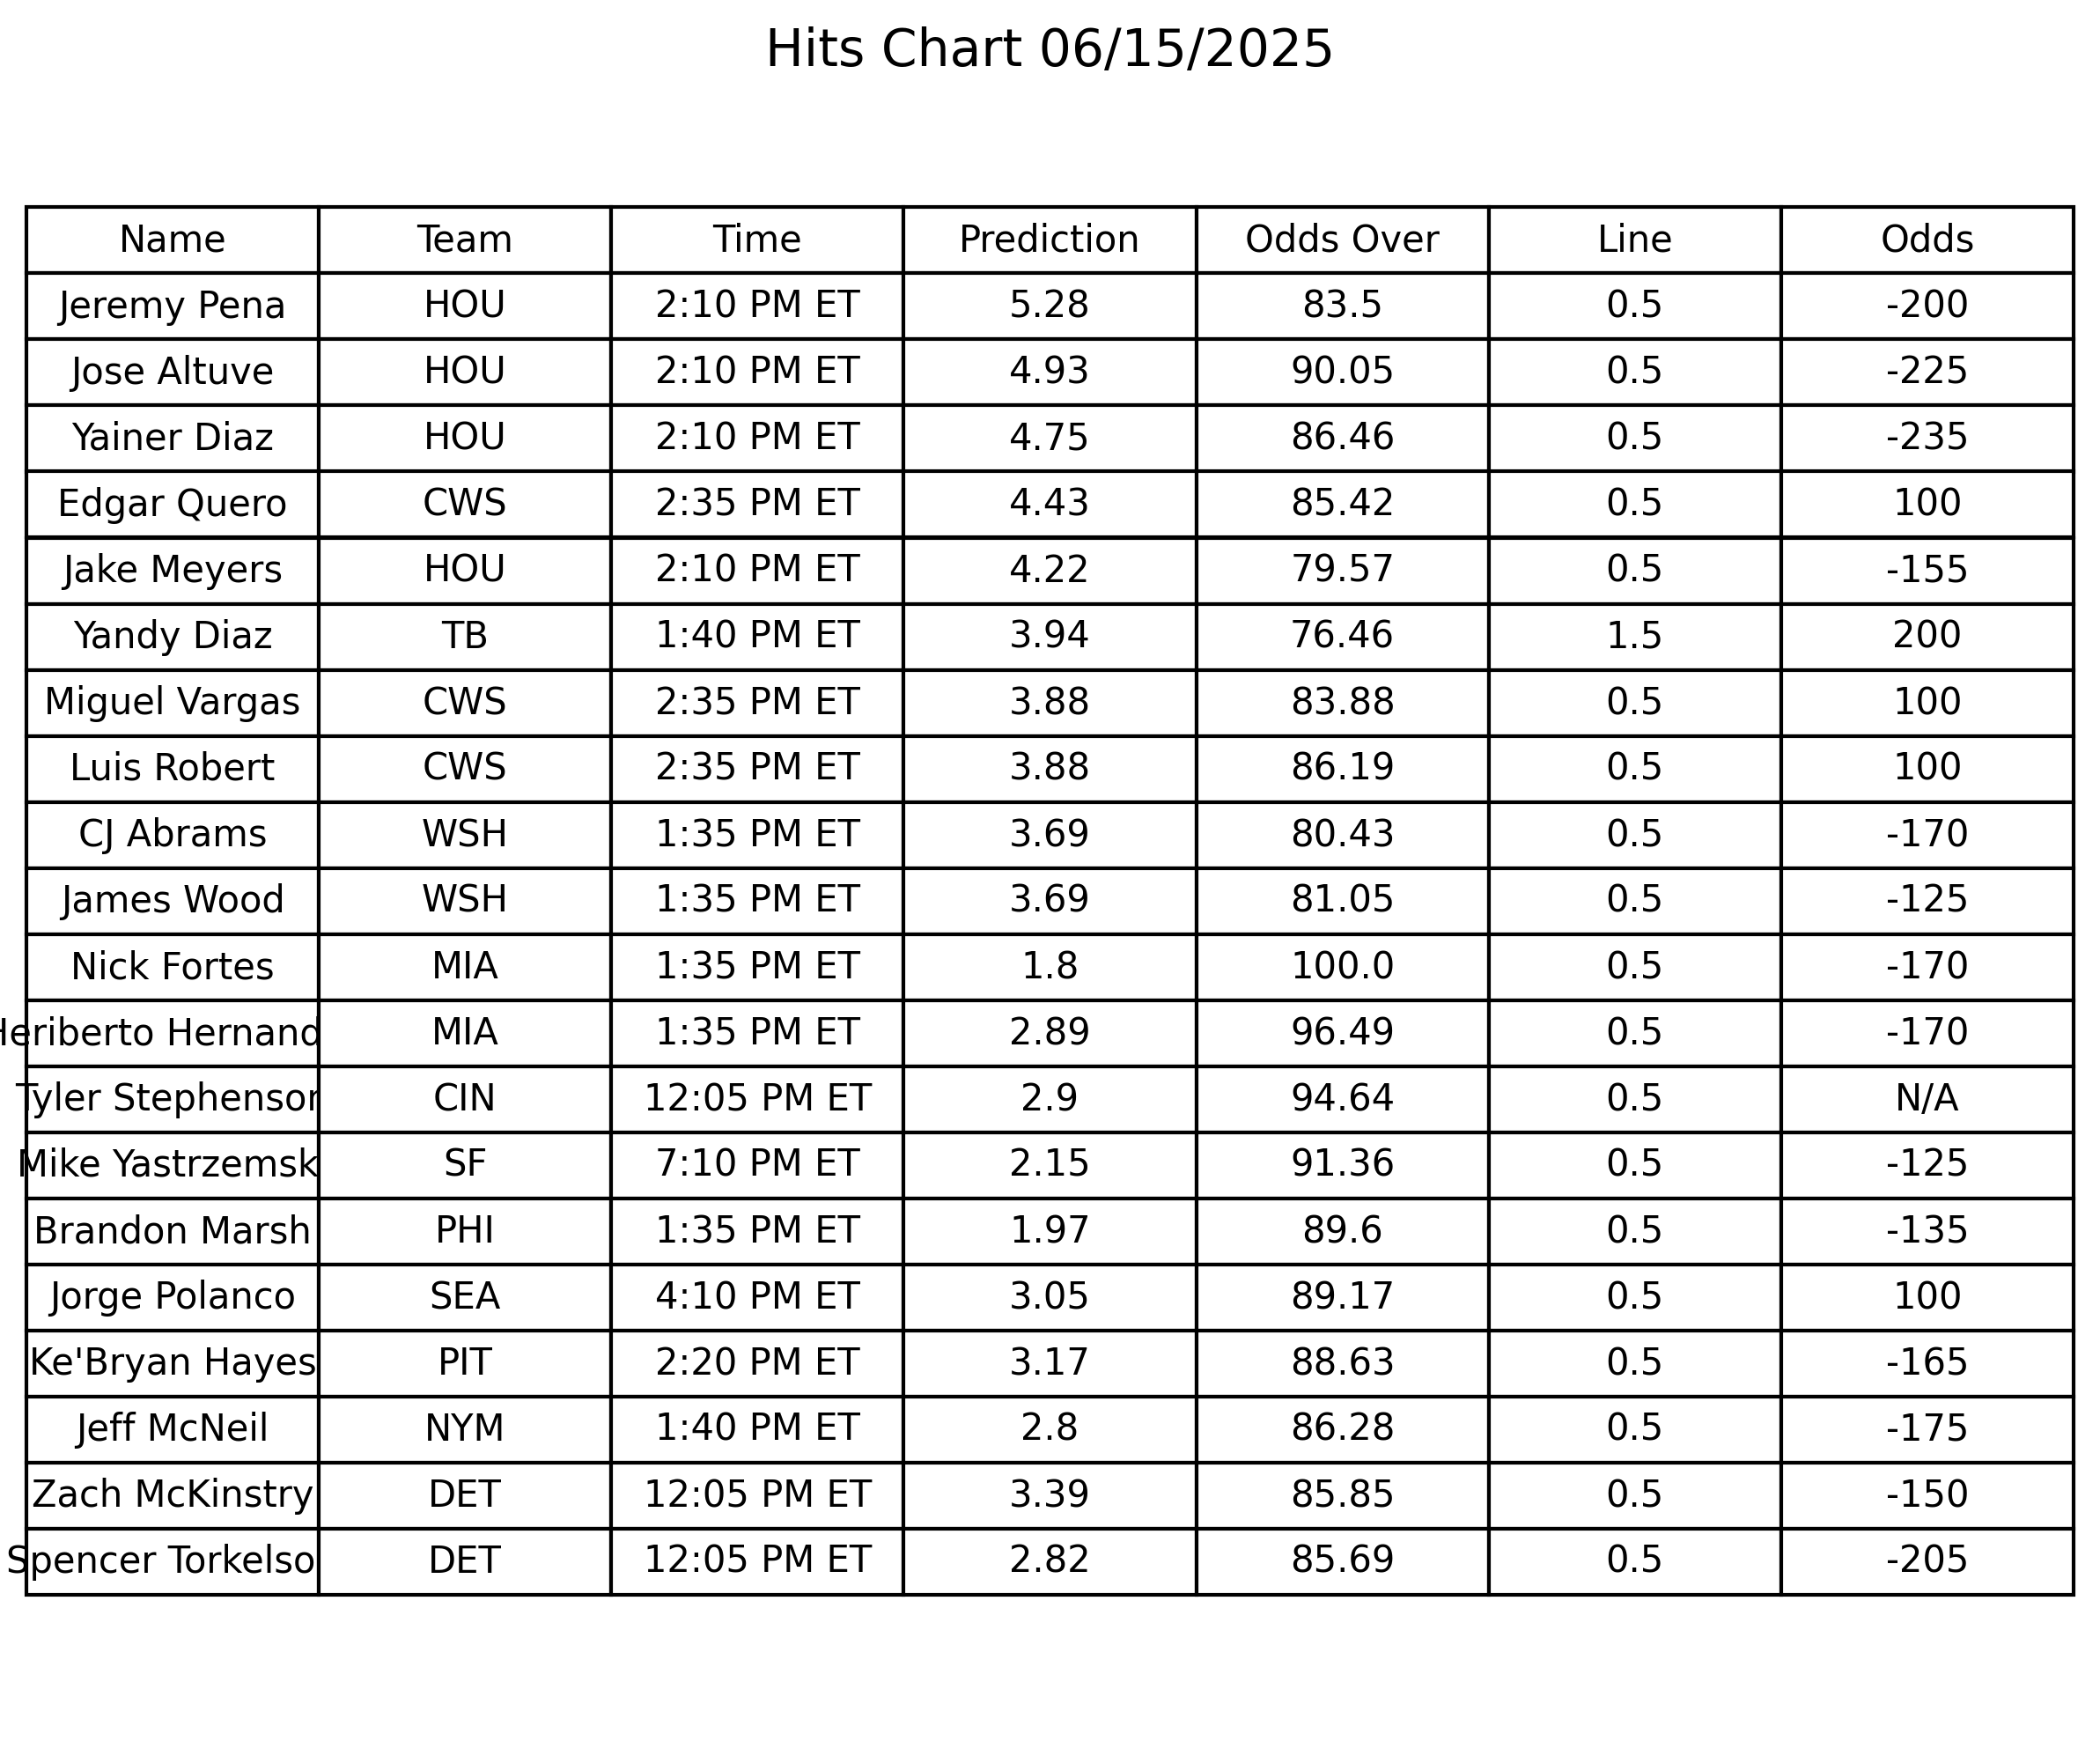 Hits Chart 06/15/2025
Name Team Time Prediction Odds Over Line Odds
Jeremy Pena HOU 2:10 PM ET 5.28 83.5 0.5 -200
Jose Altuve HOU 2:10 PM ET 4.93 90.05 0.5 -225
Yainer Diaz HOU 2:10 PM ET 4.75 86.46 0.5 -235
Edgar Quero CWS 2:35 PM ET 4.43 85.42 0.5 100
Jake Meyers HOU 2:10 PM ET 4.22 79.57 0.5 -155
Yandy Diaz TB 1:40 PM ET 3.94 76.46 1.5 200
Miguel Vargas CWS 2:35 PM ET 3.88 83.88 0.5 100
Luis Robert CWS 2:35 PM ET 3.88 86.19 0.5 100
CJ Abrams WSH 1:35 PM ET 3.69 80.43 0.5 -170
James Wood WSH 1:35 PM ET 3.69 81.05 0.5 -125
Nick Fortes MIA 1:35 PM ET 1.8 100.0 0.5 -170
Heriberto Hernand MIA 1:35 PM ET 2.89 96.49 0.5 -170
Tyler Stephenson CIN 12:05 PM ET 2.9 94.64 0.5 N/A
Mike Yastrzemsk SF 7:10 PM ET 2.15 91.36 0.5 -125
Brandon Marsh PHI 1:35 PM ET 1.97 89.6 0.5 -135
Jorge Polanco SEA 4:10 PM ET 3.05 89.17 0.5 100
Ke'Bryan Hayes PIT 2:20 PM ET 3.17 88.63 0.5 -165
Jeff McNeil NYM 1:40 PM ET 2.8 86.28 0.5 -175
Zach McKinstry DET 12:05 PM ET 3.39 85.85 0.5 -150
Spencer Torkelso DET 12:05 PM ET 2.82 85.69 0.5 -205